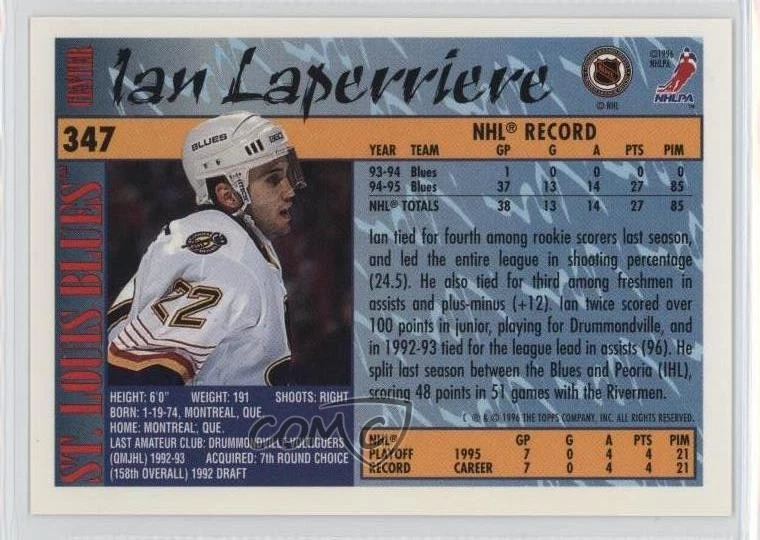 CENTER
Ian Laperriere
© NHL
©1996
NHLPA
NHLPA™
347
NHL® RECORD
YEAR TEAM GP G A PTS PIM
93-94 Blues 1 0 0 0 0
94-95 Blues 37 13 14 27 85
NHL® TOTALS 38 13 14 27 85
Ian tied for fourth among rookie scorers last season,
and led the entire league in shooting percentage
(24.5). He also tied for third among freshmen in
assists and plus-minus (+12). Ian twice scored over
100 points in junior, playing for Drummondville, and
in 1992-93 tied for the league lead in assists (96). He
split last season between the Blues and Peoria (IHL),
scoring 48 points in 51 games with the Rivermen.
© & © 1996 THE TOPPS COMPANY, INC. ALL RIGHTS RESERVED.
ST. LOUIS BLUES™
BLUES
22
HEIGHT: 6'0" WEIGHT: 191 SHOOTS: RIGHT
BORN: 1-19-74, MONTREAL, QUE.
HOME: MONTREAL, QUE.
LAST AMATEUR CLUB: DRUMMONDVILLE VOLTIGEURS
(QMJHL) 1992-93 ACQUIRED: 7th ROUND CHOICE
(158th OVERALL) 1992 DRAFT
NHL® GP G A PTS PIM
PLAYOFF 1995 7 0 4 4 21
RECORD CAREER 7 0 4 4 21
COMC